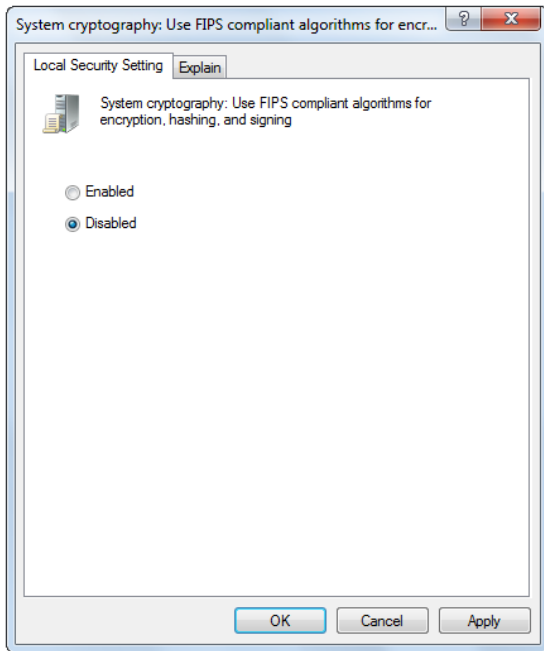 System cryptography: Use FIPS compliant algorithms for encr...
?
X
Local Security Setting
Explain
System cryptography: Use FIPS compliant algorithms for
encryption, hashing, and signing
Enabled
Disabled
OK
Cancel
Apply